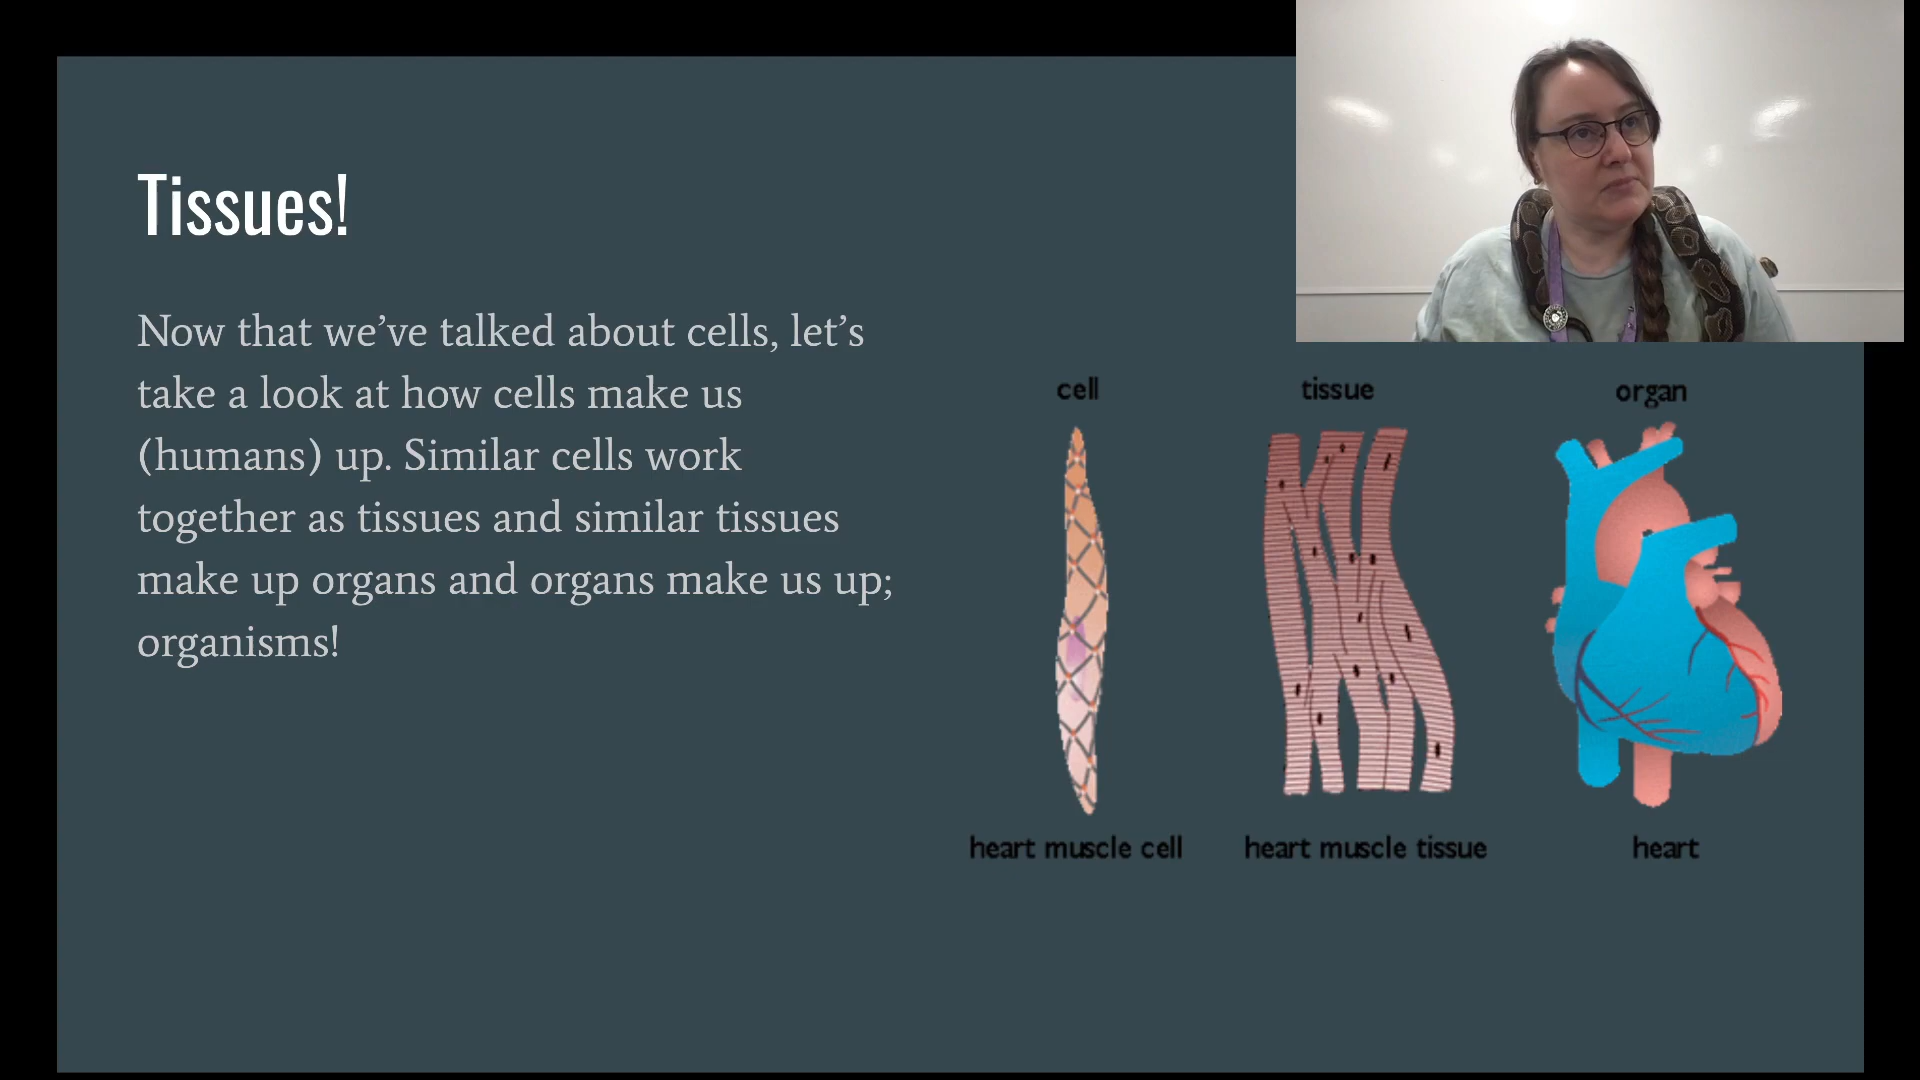 Tissues!
Now that we’ve talked about cells, let’s
take a look at how cells make us
(humans) up. Similar cells work
together as tissues and similar tissues
make up organs and organs make us up;
organisms!
cell tissue organ
heart muscle cell heart muscle tissue heart